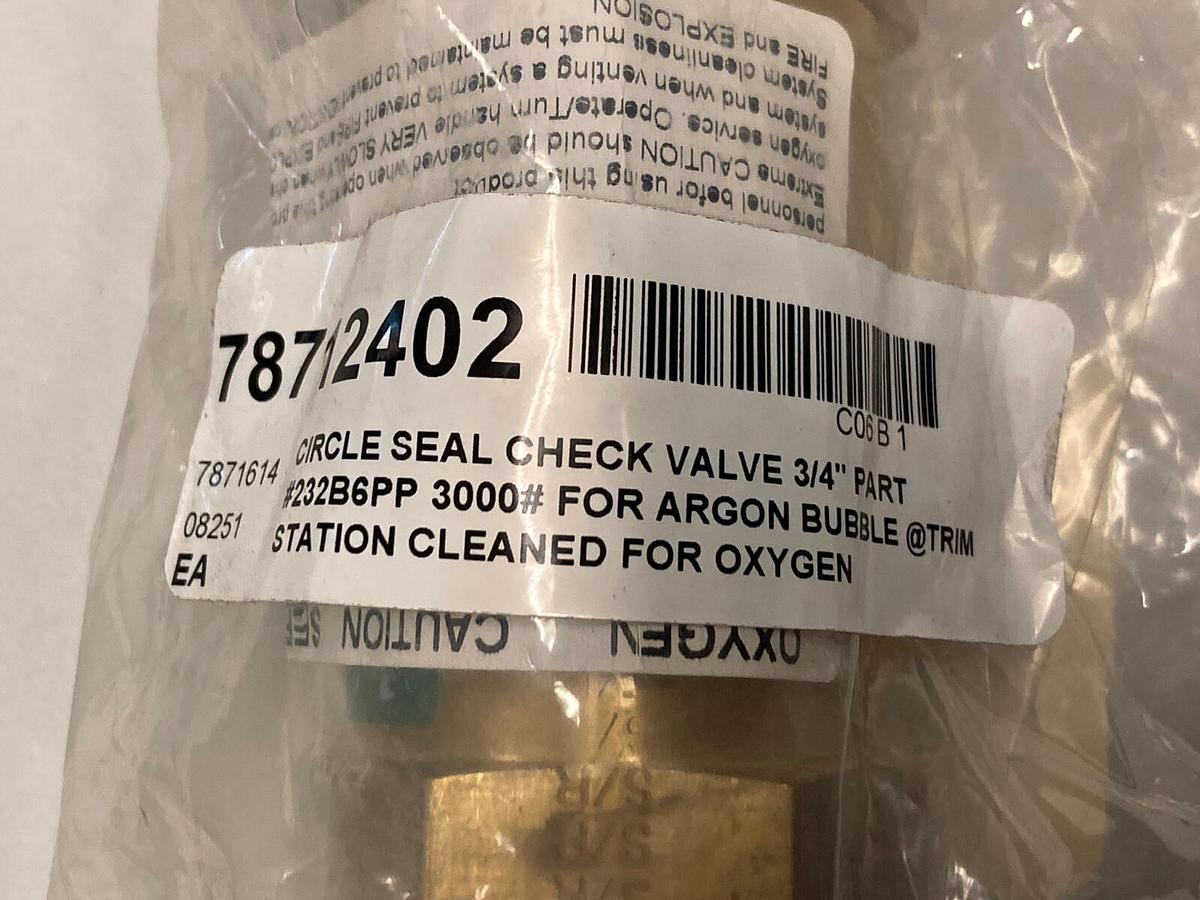 78712402
C06B 1
7871614
08251
EA
CIRCLE SEAL CHECK VALVE 3/4" PART
#232B6PP 3000# FOR ARGON BUBBLE @TRIM
STATION CLEANED FOR OXYGEN
OXYGEN CAUTION
personnel befor using this product
Extreme CAUTION should be observed when opening
oxygen service. Operate/Turn handle VERY SLOWLY when
system and when venting a system to prevent FIRE and
System cleanliness must be maintained to prevent
FIRE and EXPLOSION
S/R
S/R